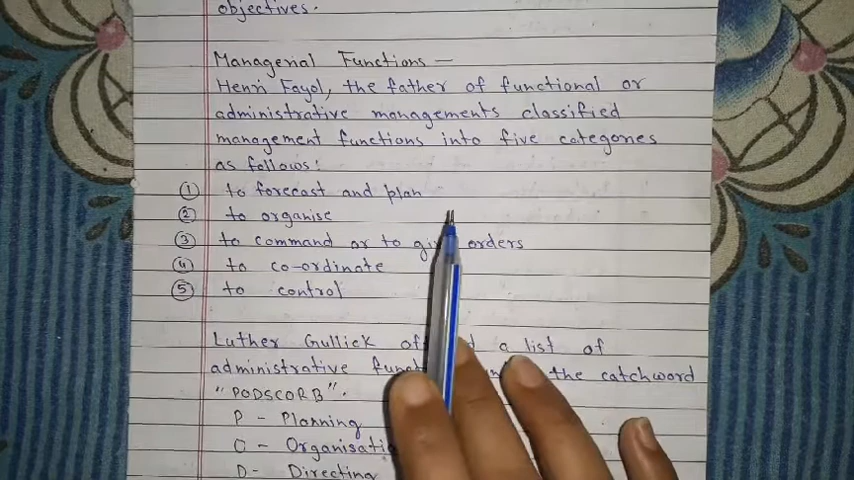 objectives.
Managerial Functions -
Henri Fayol, the father of functional or
administrative managements classified
management functions into five categories
as follows:
① to forecast and plan
② to organise
③ to command or to orders
④ to co-ordinate
⑤ to control
Luther Gullick a list of
administrative the catchword
"PODSCORB".
P - Planning
O - Organisati
D - Directing